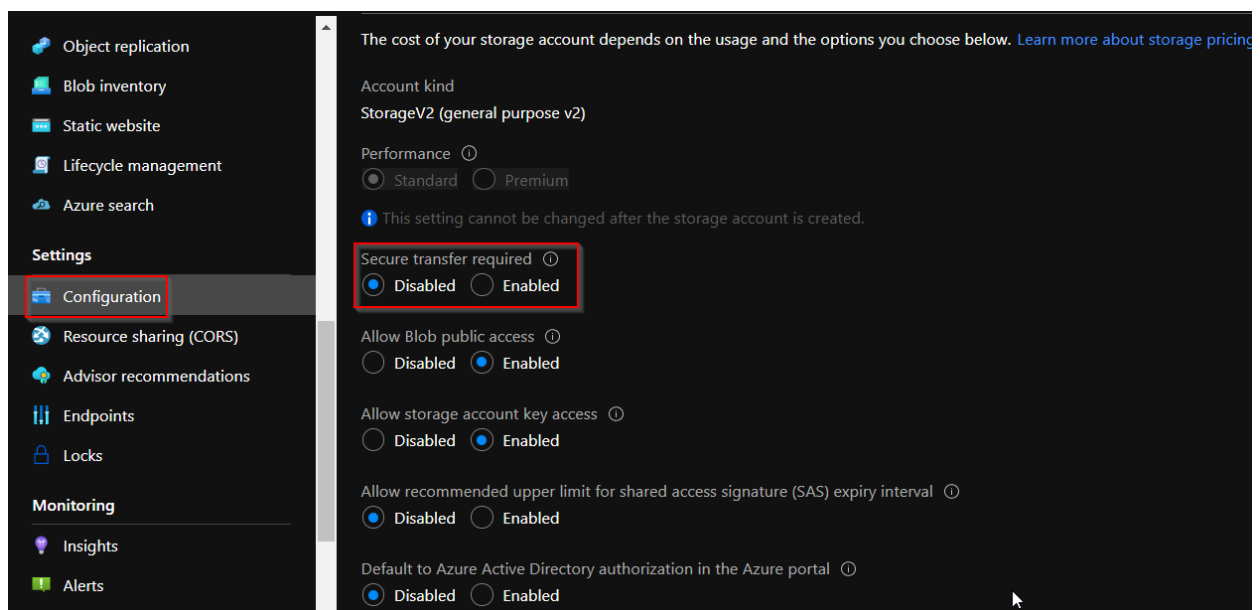 Object replication
Blob inventory
Static website
Lifecycle management
Azure search
Settings
Configuration
Resource sharing (CORS)
Advisor recommendations
Endpoints
Locks
Monitoring
Insights
Alerts
The cost of your storage account depends on the usage and the options you choose below. Learn more about storage pricing
Account kind
StorageV2 (general purpose v2)
Performance
Standard Premium
This setting cannot be changed after the storage account is created.
Secure transfer required
Disabled Enabled
Allow Blob public access
Disabled Enabled
Allow storage account key access
Disabled Enabled
Allow recommended upper limit for shared access signature (SAS) expiry interval
Disabled Enabled
Default to Azure Active Directory authorization in the Azure portal
Disabled Enabled